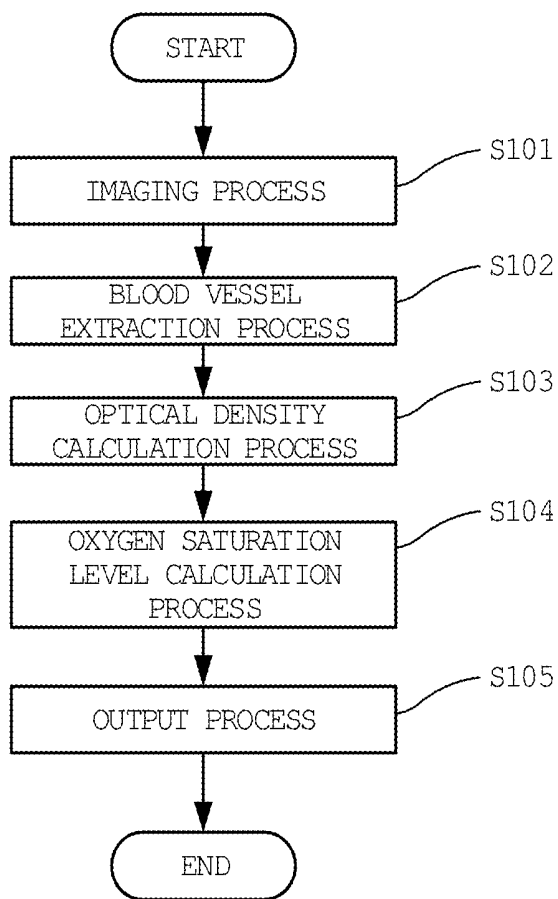 START
S101
IMAGING PROCESS
S102
BLOOD VESSEL
EXTRACTION PROCESS
S103
OPTICAL DENSITY
CALCULATION PROCESS
S104
OXYGEN SATURATION
LEVEL CALCULATION
PROCESS
S105
OUTPUT PROCESS
END